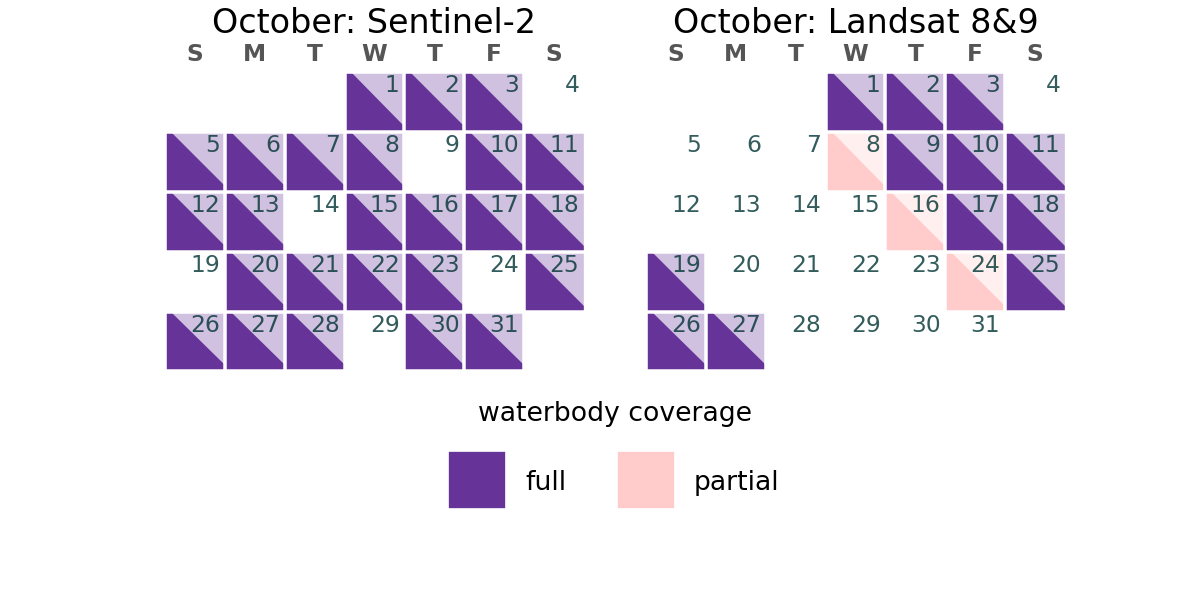 October: Sentinel-2
S M T W T F S
1 2 3 4
5 6 7 8 9 10 11
12 13 14 15 16 17 18
19 20 21 22 23 24 25
26 27 28 29 30 31
October: Landsat 8&9
S M T W T F S
1 2 3 4
5 6 7 8 9 10 11
12 13 14 15 16 17 18
19 20 21 22 23 24 25
26 27 28 29 30 31
waterbody coverage
full partial